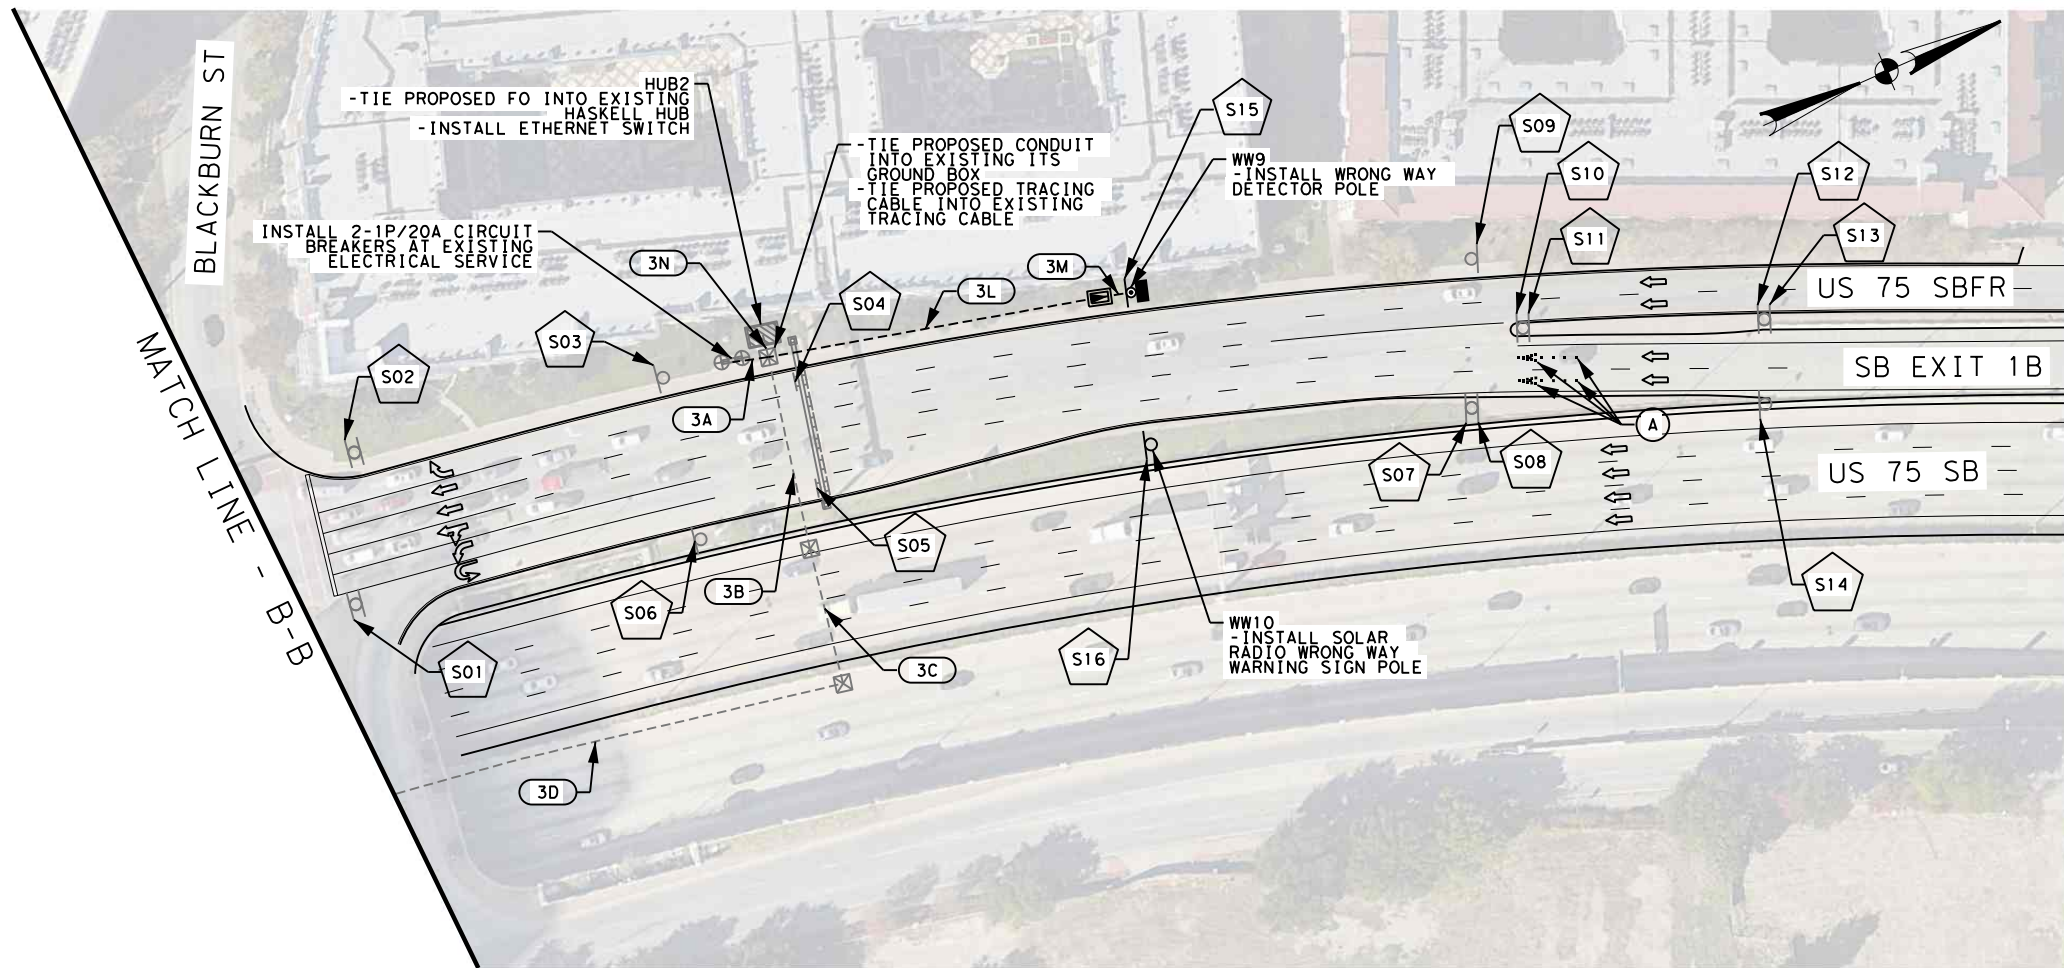 BLACKBURN ST
HUB2
-TIE PROPOSED FO INTO EXISTING
HASKELL HUB
-INSTALL ETHERNET SWITCH
-TIE PROPOSED CONDUIT
INTO EXISTING ITS
GROUND BOX
-TIE PROPOSED TRACING
CABLE INTO EXISTING
TRACING CABLE
S15
WW9
-INSTALL WRONG WAY
DETECTOR POLE
S09
S10
S11
S12
S13
INSTALL 2-1P/20A CIRCUIT
BREAKERS AT EXISTING
ELECTRICAL SERVICE
3N
S04
3L
3M
US 75 SBFR
S03
S02
MATCH LINE - B-B
3A
SB EXIT 1B
A
S07
S08
US 75 SB
S05
S06
3B
S14
S01
3C
S16
WW10
-INSTALL SOLAR
RADIO WRONG WAY
WARNING SIGN POLE
3D